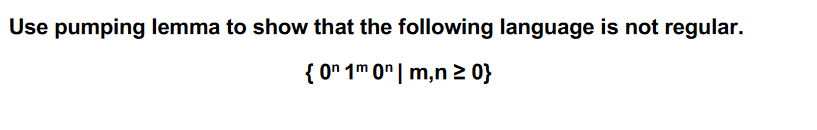 Use pumping lemma to show that the following language is not regular.
{ 0ⁿ 1ᵐ 0ⁿ | m,n ≥ 0}